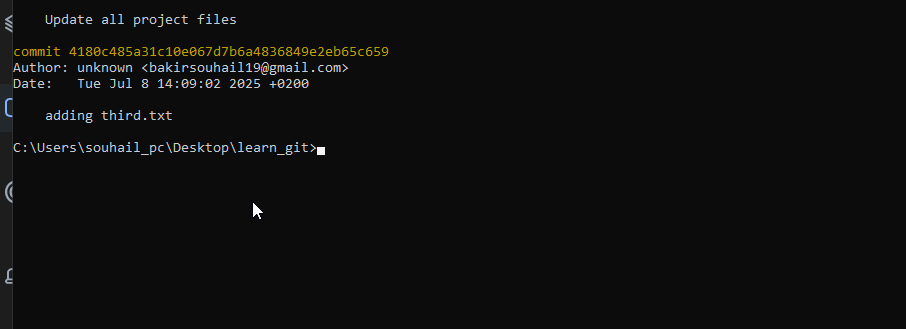 Update all project files
commit 4180c485a31c10e067d7b6a4836849e2eb65c659
Author: unknown <bakirsouhail19@gmail.com>
Date:   Tue Jul 8 14:09:02 2025 +0200
adding third.txt
C:\Users\souhail_pc\Desktop\learn_git>